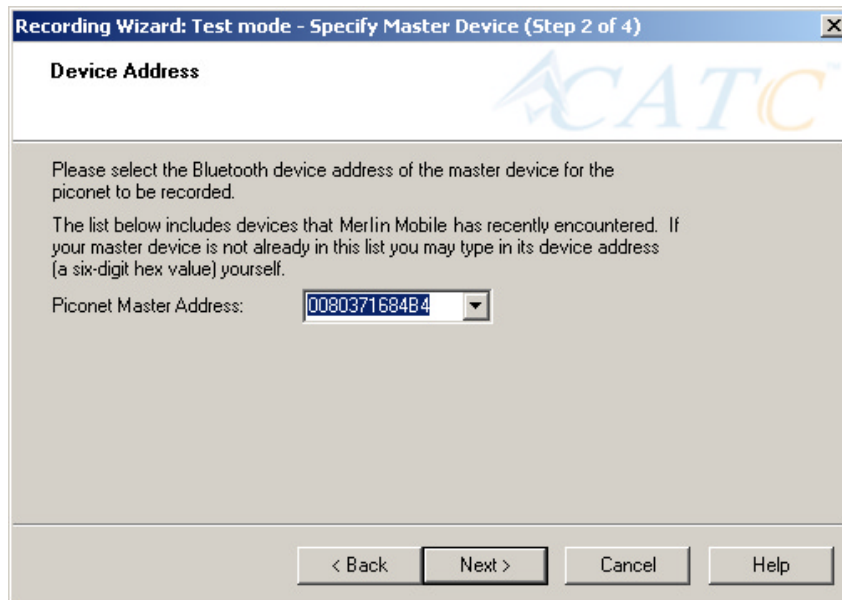 Recording Wizard: Test mode - Specify Master Device (Step 2 of 4)
Device Address
CATC
Please select the Bluetooth device address of the master device for the
piconet to be recorded.
The list below includes devices that Merlin Mobile has recently encountered. If
your master device is not already in this list you may type in its device address
(a six-digit hex value) yourself.
Piconet Master Address: 0080371684B4
< Back Next > Cancel Help